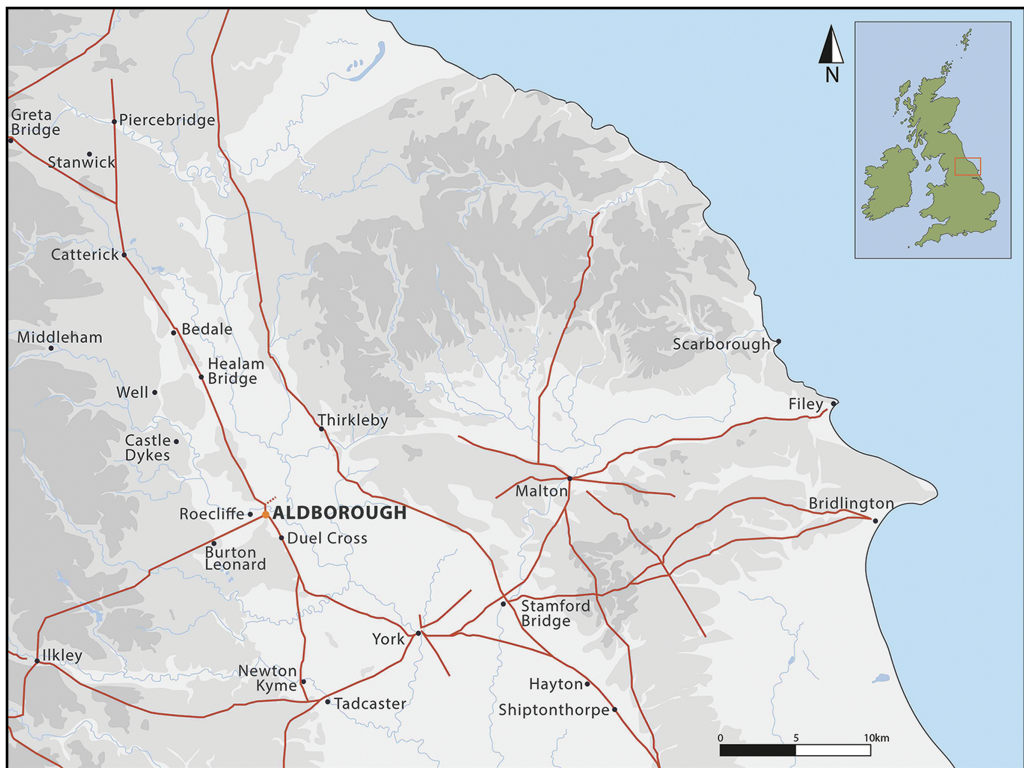 N
Greta
Bridge
Piercebridge
Stanwick
Catterick
Bedale
Middleham
Healam
Bridge
Well
Scarborough
Filey
Thirkleby
Castle
Dykes
Malton
Bridlington
Roecliffe
ALDBOROUGH
Duel Cross
Burton
Leonard
Stamford
Bridge
York
Ilkley
Newton
Kyme
Hayton
Tadcaster
Shiptonthorpe
0 5 10km